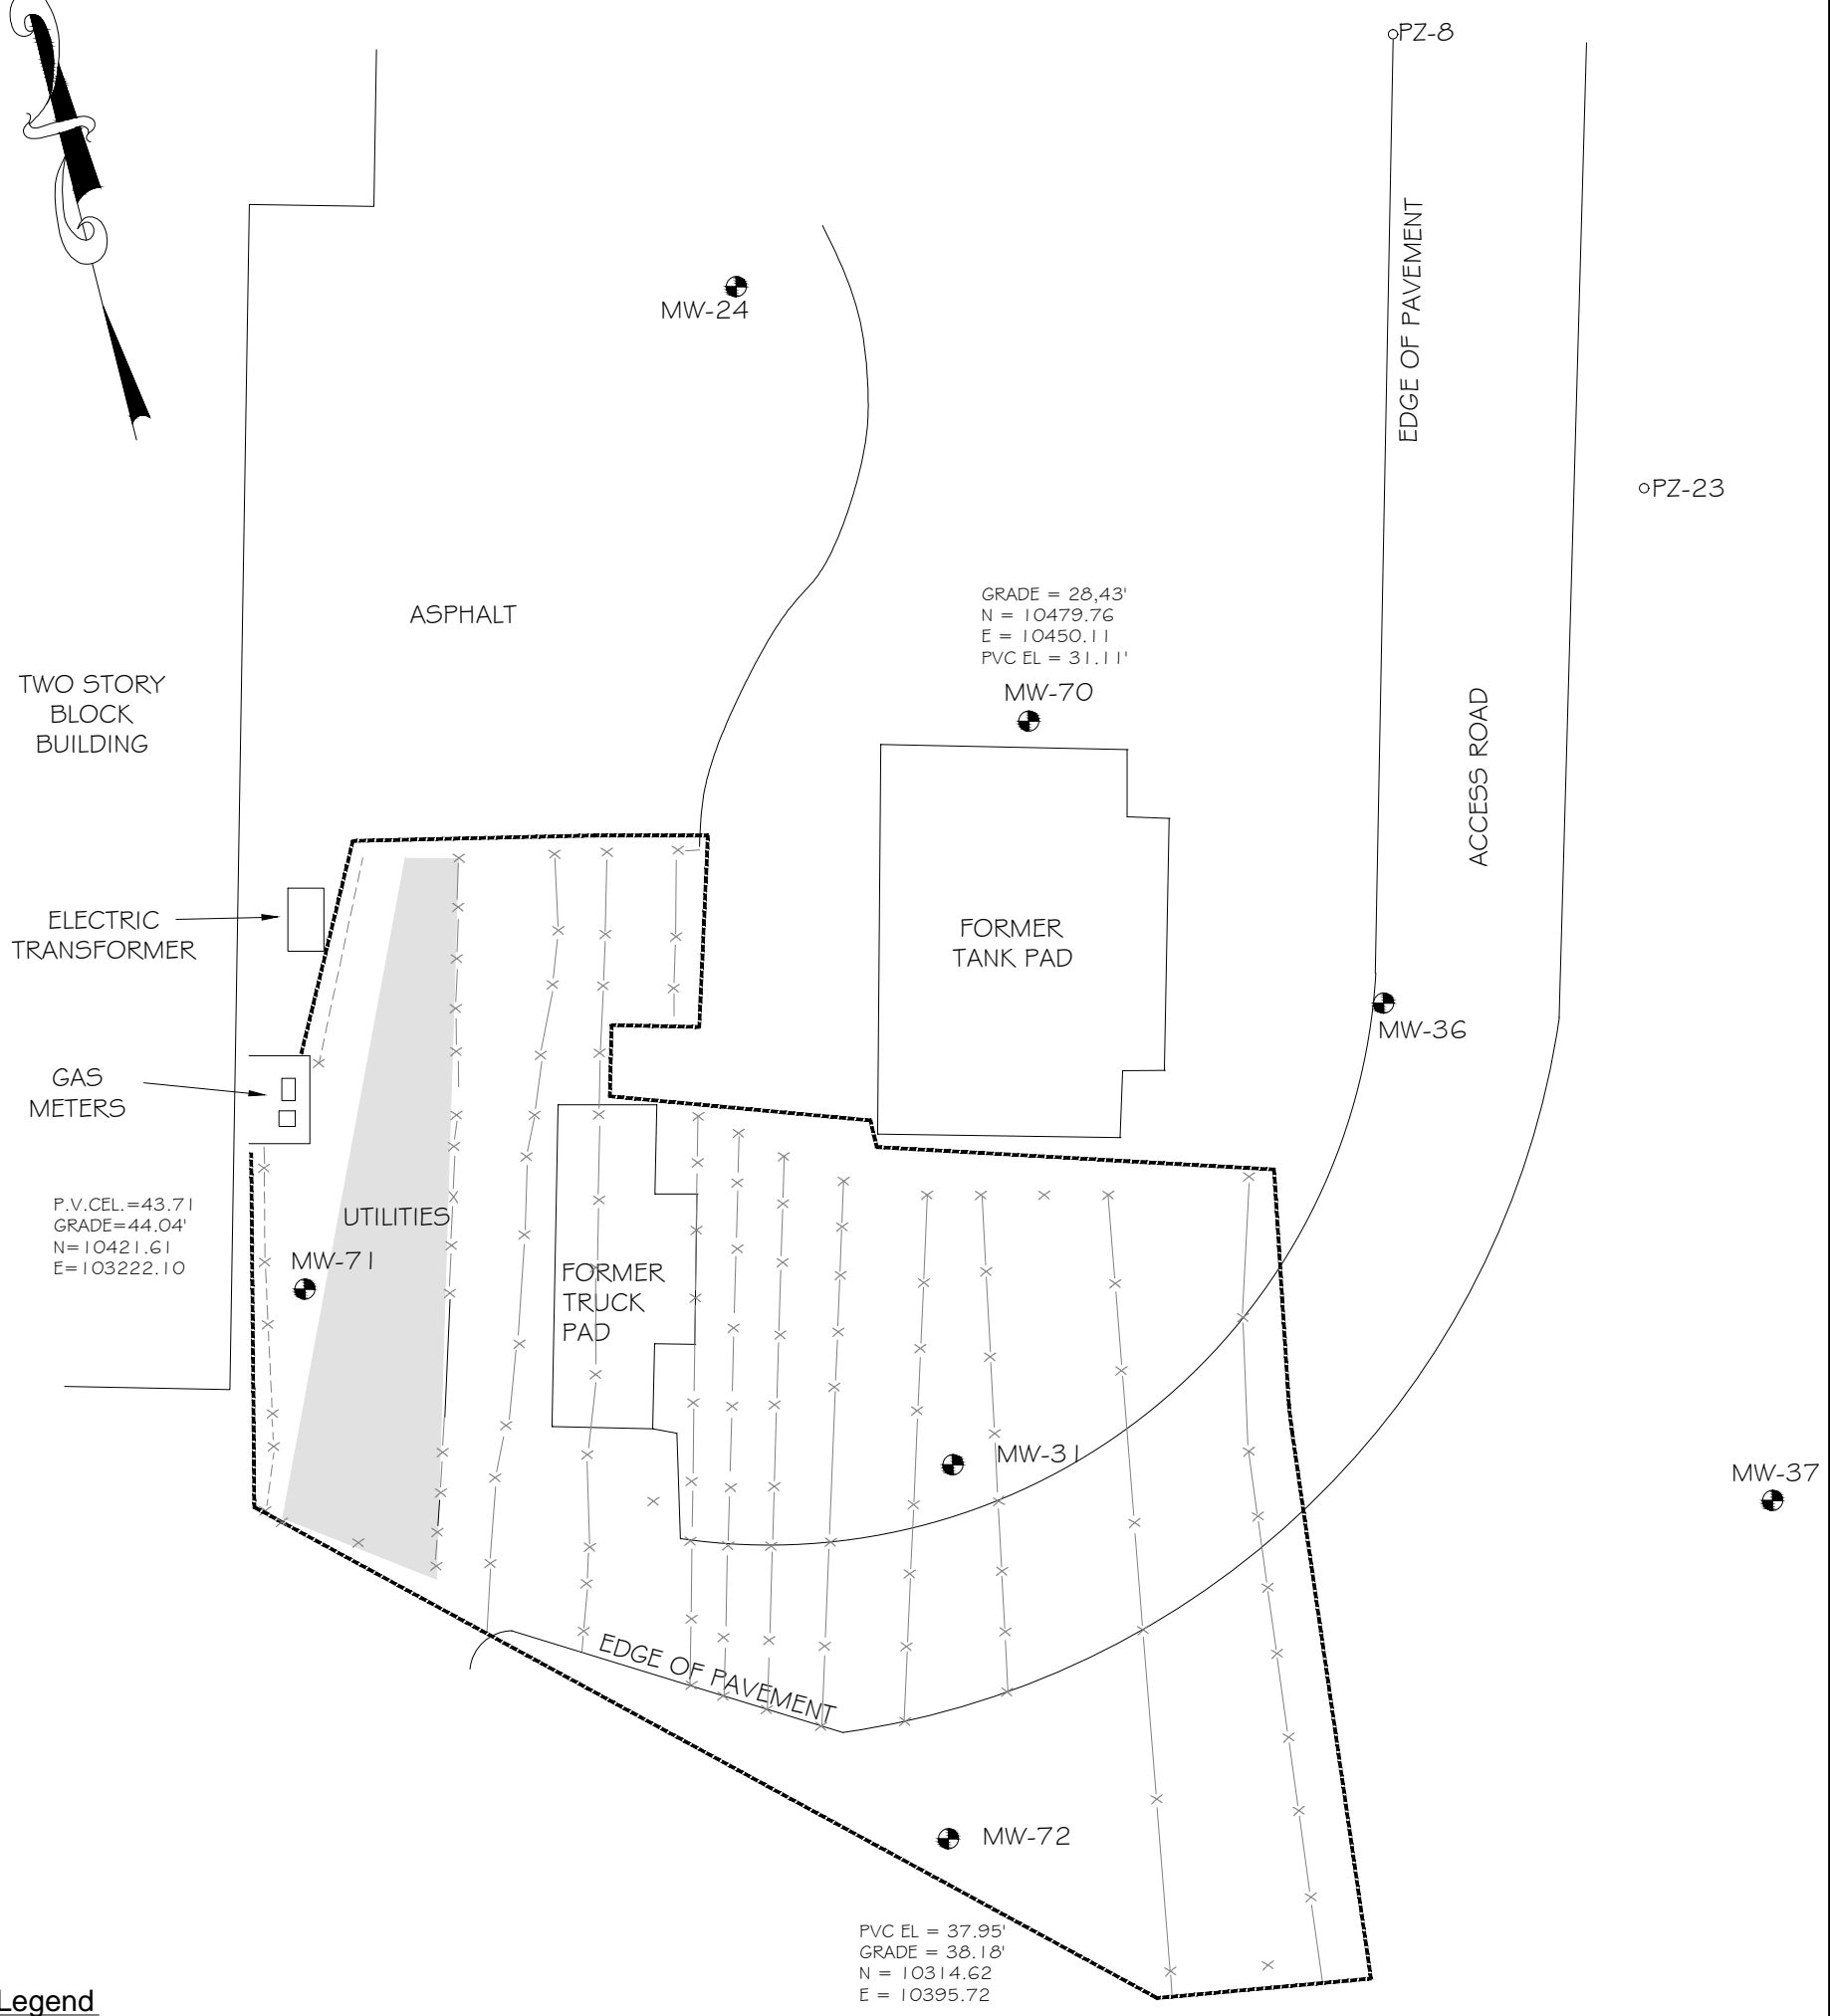 PZ-8
EDGE OF PAVEMENT
MW-24
PZ-23
GRADE = 28,43'
N = 10479.76
E = 10450.11
PVC EL = 31.11'
ASPHALT
MW-70
TWO STORY
BLOCK
BUILDING
ACCESS ROAD
ELECTRIC
TRANSFORMER
FORMER
TANK PAD
MW-36
GAS
METERS
P.V.CEL.=43.71
GRADE=44.04'
N=10421.61
E=103222.10
UTILITIES
MW-71
FORMER
TRUCK
PAD
MW-31
MW-37
EDGE OF PAVEMENT
MW-72
PVC EL = 37.95'
GRADE = 38.18'
N = 10314.62
E = 10395.72
Legend